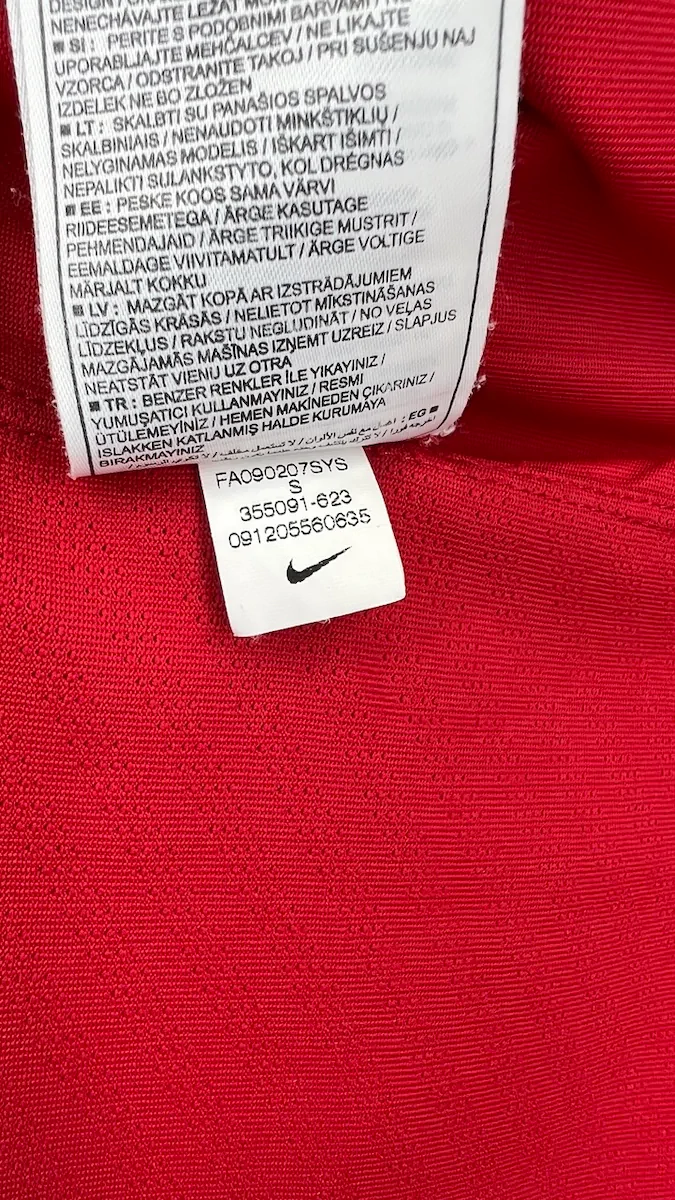 NENECHÁVAJTE LEŽAT
■ SI : PERITE S PODOBNIMI BARVAMI / NE LIKAJTE
UPORABLJAJTE MEHČALCEV / NE LIKAJTE
VZORCA / ODSTRANITE TAKOJ / PRI SUŠENJU NAJ
IZDELEK NE BO ZLOŽEN
■ LT : SKALBTI SU PANAŠIOS SPALVOS
SKALBINIAIS / NENAUDOTI MINKŠTIKLIŲ /
NELYGINAMAS MODELIS / IŠKART IŠIMTI /
NEPALIKTI SULANKSTYTO, KOL DRĖGNAS
■ EE : PESKE KOOS SAMA VÄRVI
RIIDEESEMETEGA / ÄRGE KASUTAGE
PEHMENDAJAID / ÄRGE TRIIKIGE MUSTRIT /
EEMALDAGE VIIVITAMATULT / ÄRGE VOLTIGE
MÄRJALT KOKKU
■ LV : MAZGĀT KOPĀ AR IZSTRĀDĀJUMIEM
LĪDZĪGĀS KRĀSĀS / NELIETOT MĪKSTINĀŠANAS
LĪDZEKĻUS / RAKSTU NEGLUDINĀT / NO VEĻAS
MAZGĀJAMĀS MAŠĪNAS IZŅEMT UZREIZ / SLAPJUS
NEATSTĀT VIENU UZ OTRA
■ TR : BENZER RENKLER İLE YIKAYINIZ /
YUMUŞATICI KULLANMAYINIZ / RESMI
ÜTÜLEMEYİNİZ / HEMEN MAKİNEDEN ÇIKARINIZ /
ISLAKKEN KATLANMIŞ HALDE KURUMAYA
BIRAKMAYINIZ
EG ■
FA090207SYS
S
355091-623
091205560635